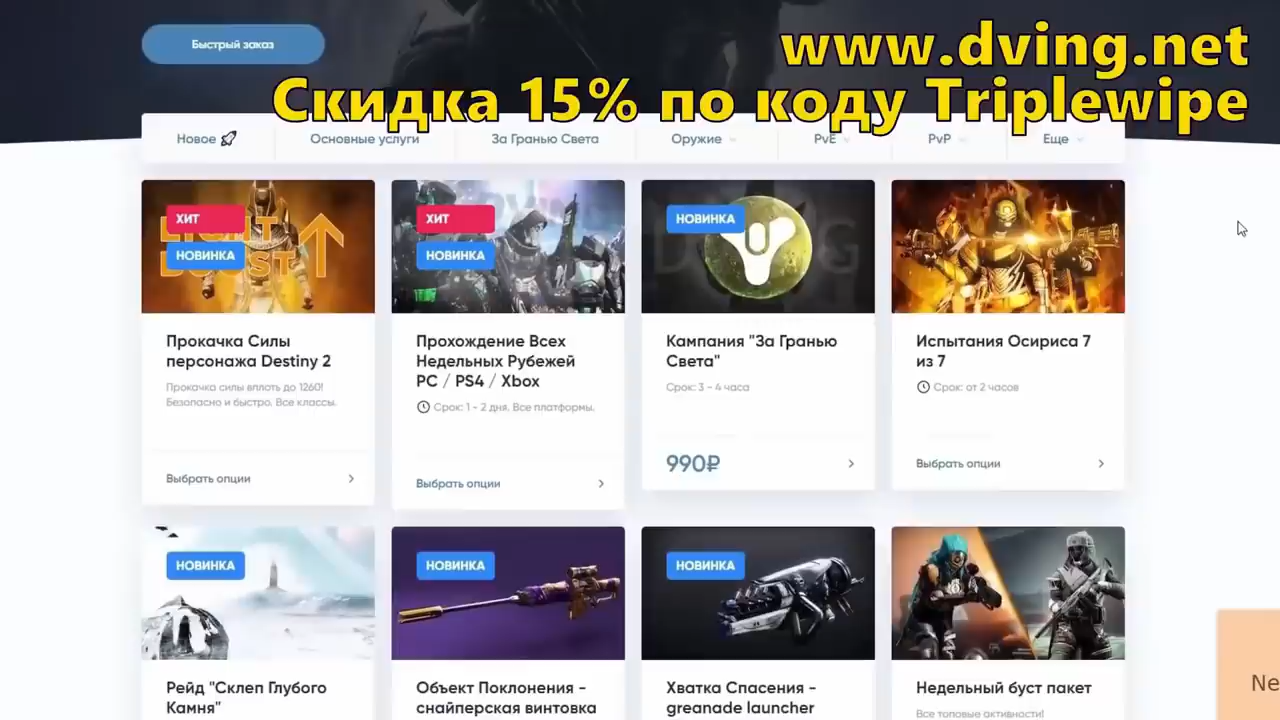 Быстрый заказ
www.dving.net
Скидка 15% по коду Triplewipe
Новое
Основные услуги
За Гранью Света
Оружие
PvE
PvP
Еще
ХИТ
НОВИНКА
Прокачка Силы
персонажа Destiny 2
Прокачка силы вплоть до 1260!
Безопасно и быстро. Все классы.
Выбрать опции
ХИТ
НОВИНКА
Прохождение Всех
Недельных Рубежей
PC / PS4 / Xbox
Срок: 1 - 2 дня. Все платформы.
Выбрать опции
НОВИНКА
Кампания "За Гранью
Света"
Срок: 3 - 4 часа
990₽
Испытания Осириса 7
из 7
Срок: от 2 часов
Выбрать опции
НОВИНКА
Рейд "Склеп Глубого
Камня"
НОВИНКА
Объект Поклонения -
снайперская винтовка
НОВИНКА
Хватка Спасения -
greanade launcher
Недельный буст пакет
Все топовые активности!
Ne